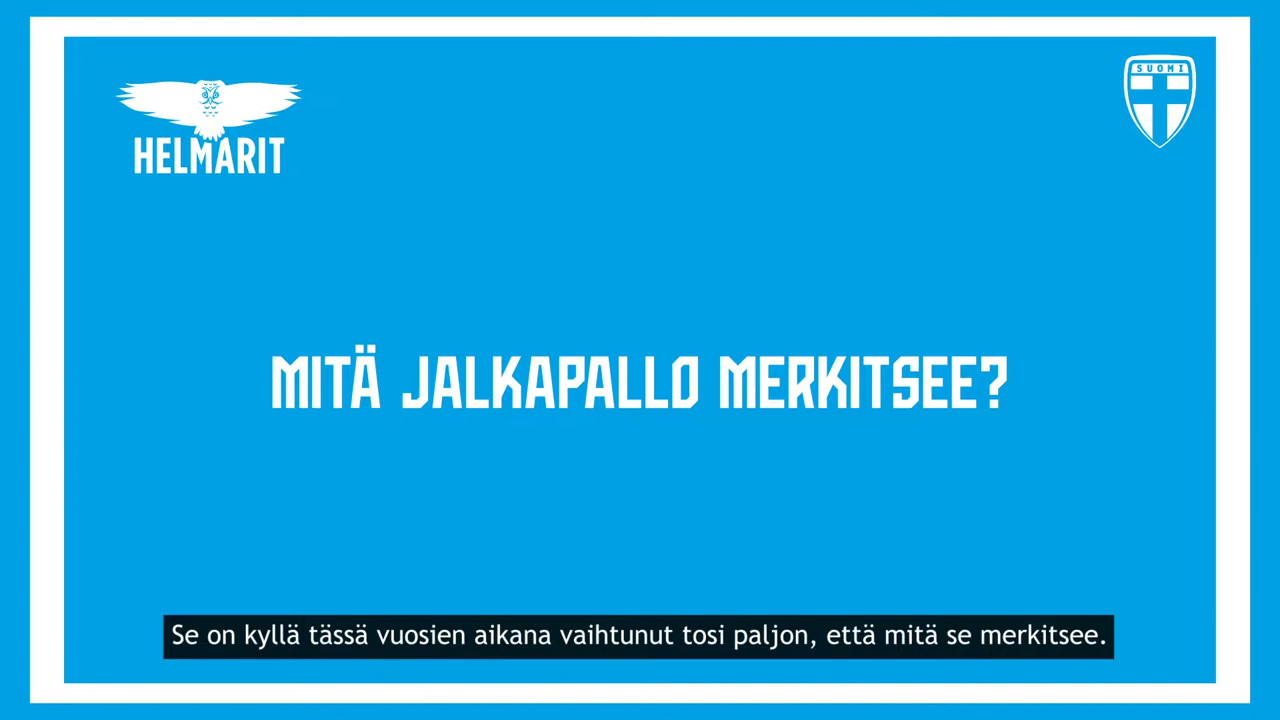 HELMARIT
SUOMI
MITÄ JALKAPALLO MERKITSEE?
Se on kyllä tässä vuosien aikana vaihtunut tosi paljon, että mitä se merkitsee.